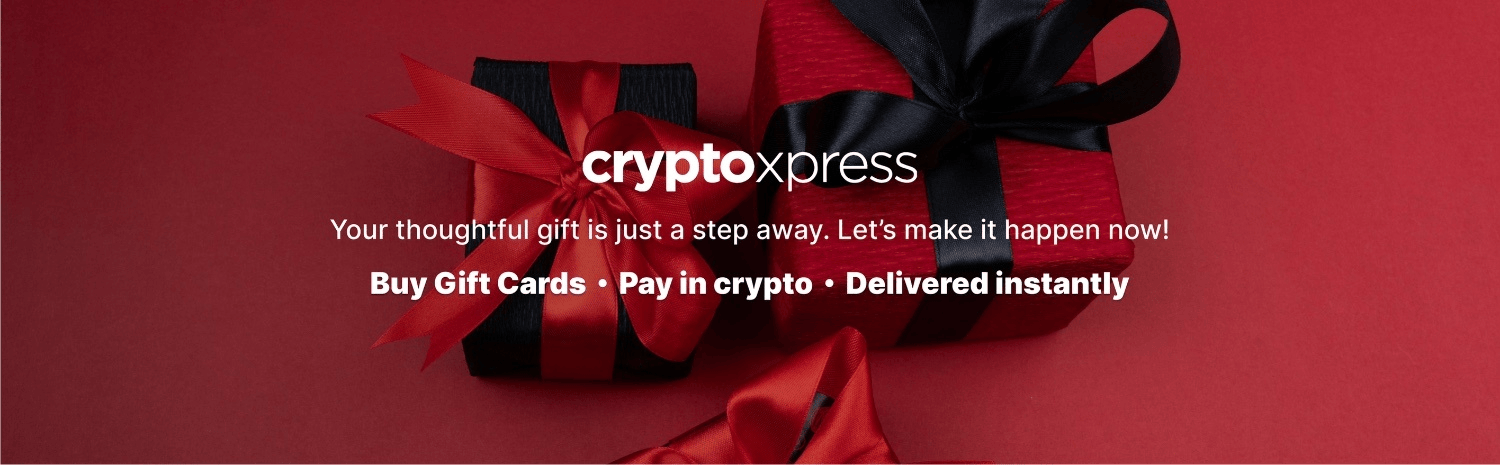 cryptoxpress
Your thoughtful gift is just a step away. Let’s make it happen now!
Buy Gift Cards • Pay in crypto • Delivered instantly